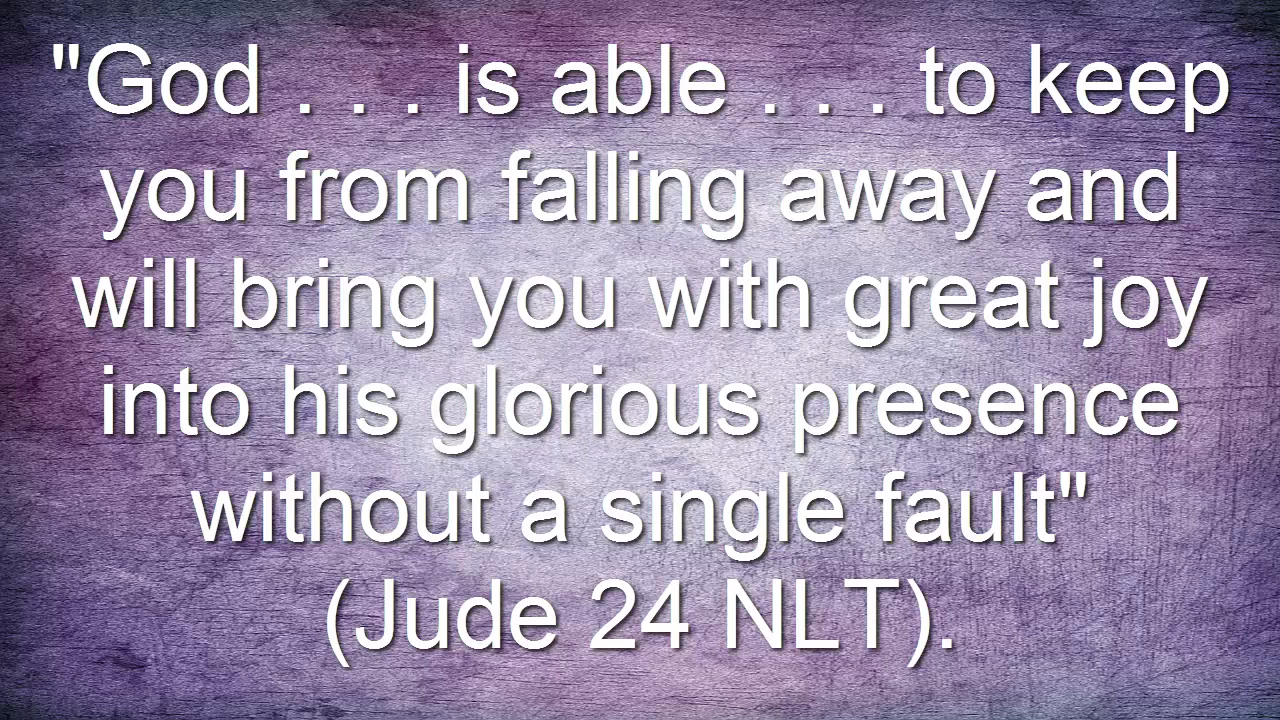 "God . . . is able . . . to keep
you from falling away and
will bring you with great joy
into his glorious presence
without a single fault"
(Jude 24 NLT).